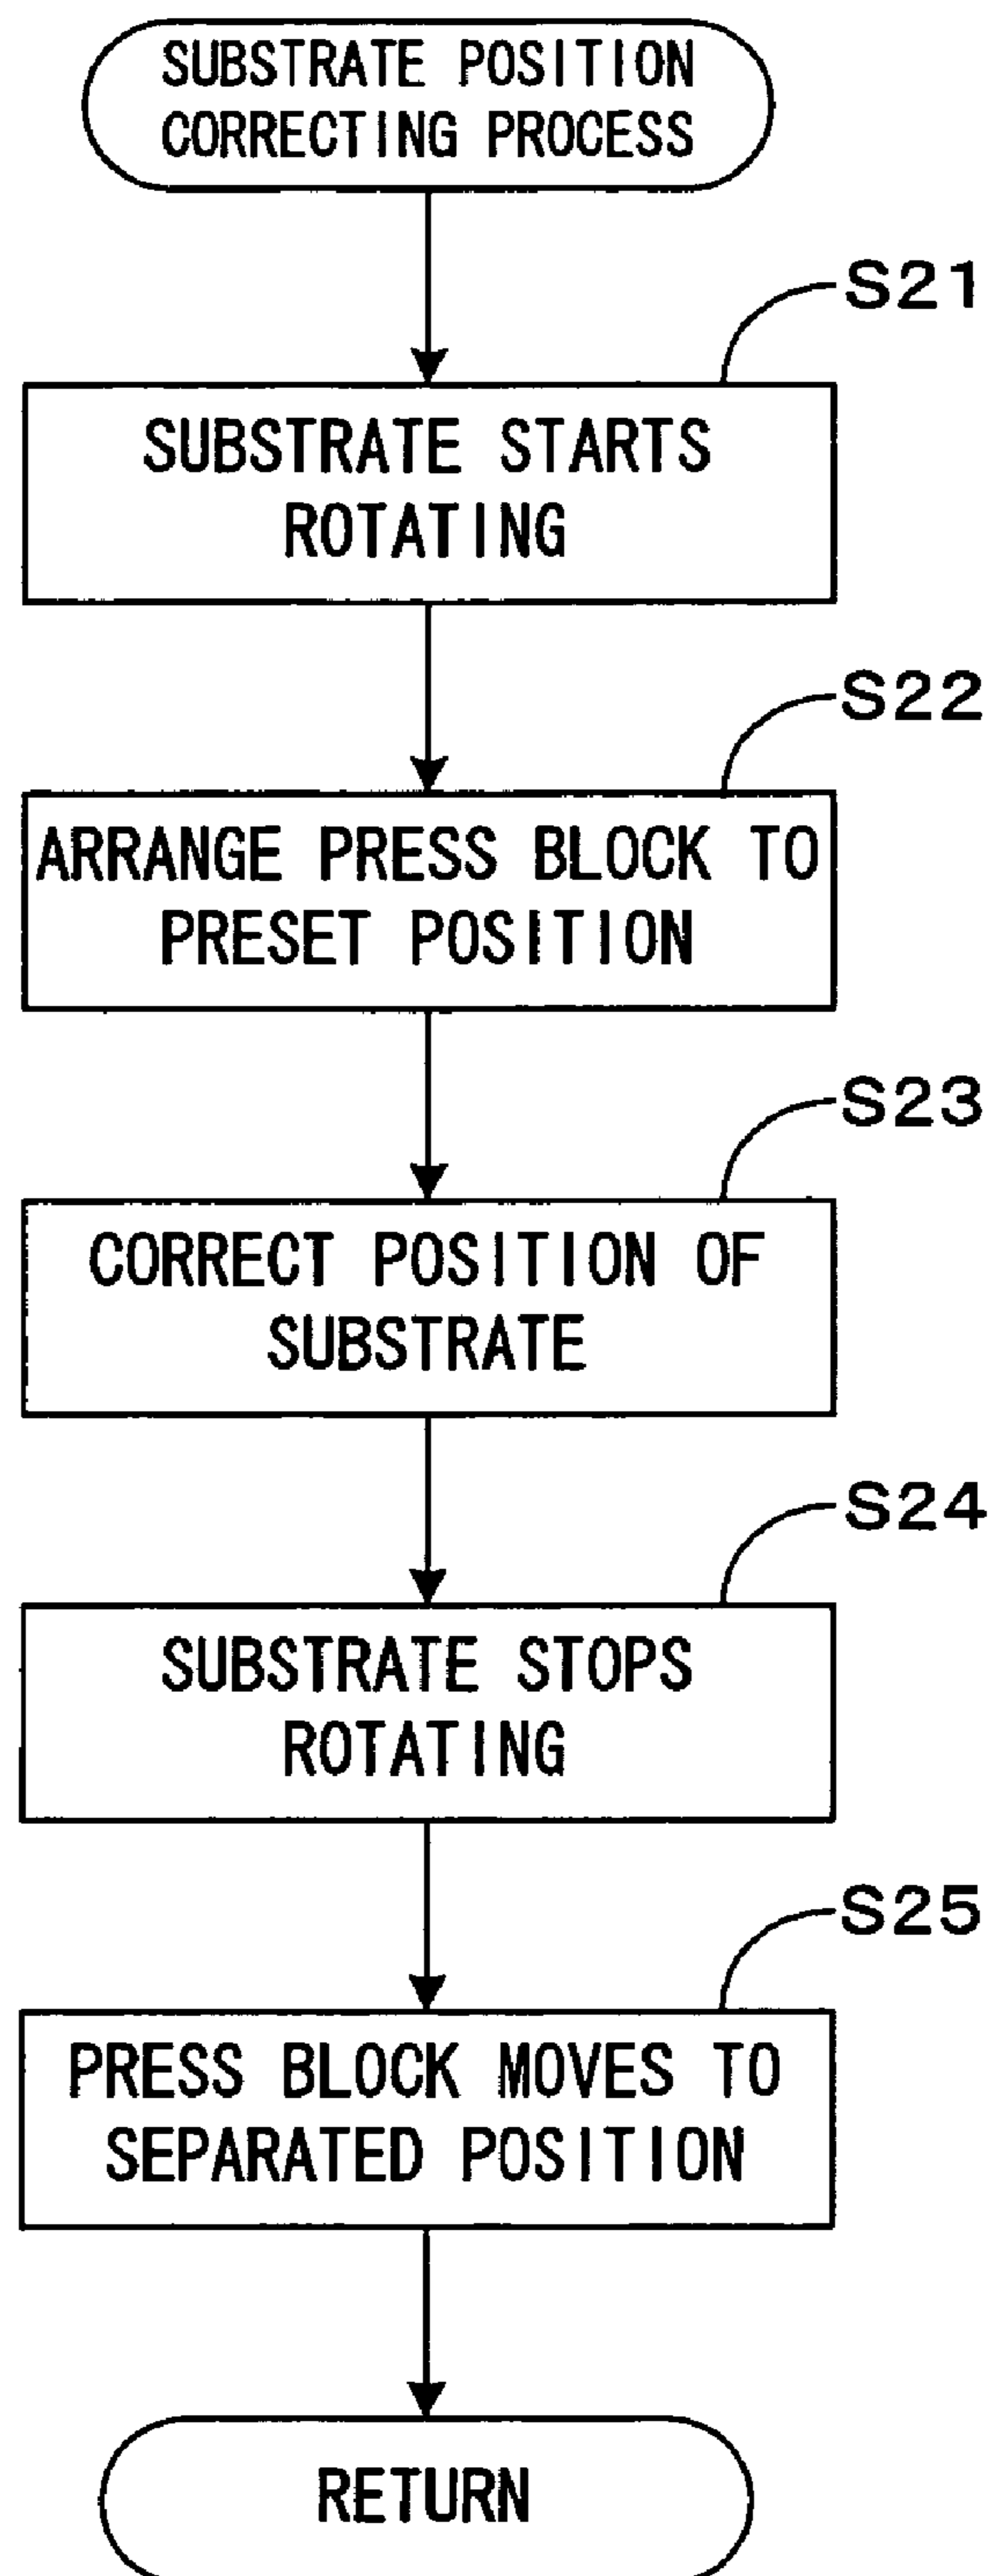 SUBSTRATE POSITION
CORRECTING PROCESS
S21
SUBSTRATE STARTS
ROTATING
S22
ARRANGE PRESS BLOCK TO
PRESET POSITION
S23
CORRECT POSITION OF
SUBSTRATE
S24
SUBSTRATE STOPS
ROTATING
S25
PRESS BLOCK MOVES TO
SEPARATED POSITION
RETURN